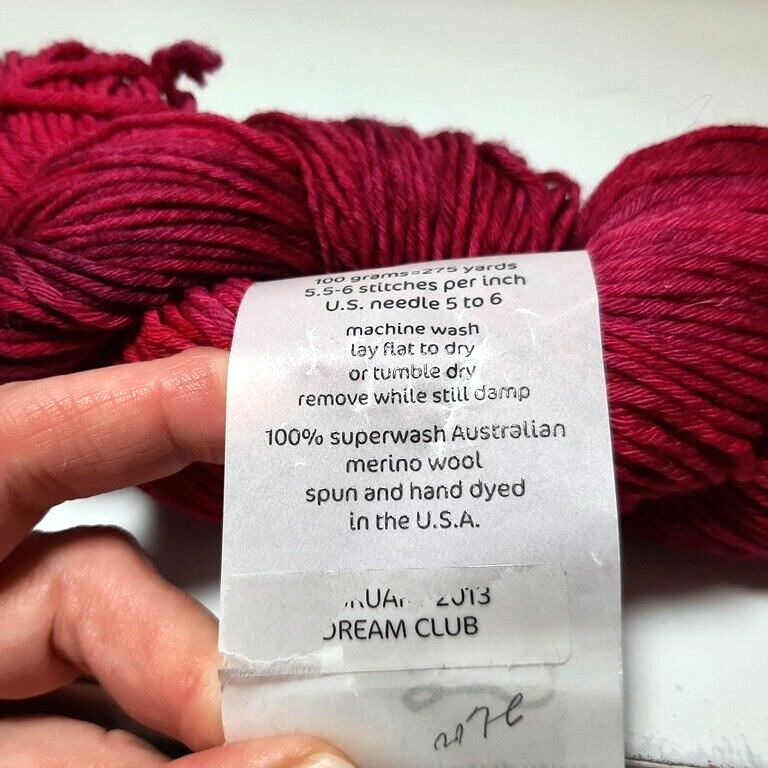 100 grams=275 yards
5.5-6 stitches per inch
U.S. needle 5 to 6
machine wash
lay flat to dry
or tumble dry
remove while still damp
100% superwash Australian
merino wool
spun and hand dyed
in the U.S.A.
2013
DREAM CLUB